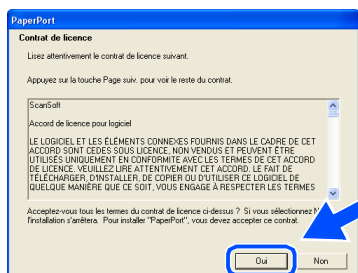 PaperPort
Contrat de licence
Lisez attentivement le contrat de licence suivant.
Appuyez sur la touche Page suiv. pour voir le reste du contrat.
ScanSoft
Accord de licence pour logiciel
LE LOGICIEL ET LES ÉLÉMENTS CONNEXES FOURNIS DANS LE CADRE DE CET
ACCORD SONT CEDES SOUS LICENCE, NON VENDUS ET PEUVENT ÊTRE
UTILISÉS UNIQUEMENT EN CONFORMITE AVEC LES TERMES DE CET ACCORD
DE LICENCE. VEUILLEZ LIRE ATTENTIVEMENT CET ACCORD. LE FAIT DE
TÉLÉCHARGER, D'INSTALLER, DE COPIER OU D'UTILISER CE LOGICIEL DE
QUELQUE MANIÈRE QUE CE SOIT, VOUS ENGAGE À RESPECTER LES TERMES
Acceptez-vous tous les termes du contrat de licence ci-dessus ? Si vous sélectionnez
l'installation s'arrêtera. Pour installer "PaperPort", vous devez accepter ce contrat.
Oui
Non